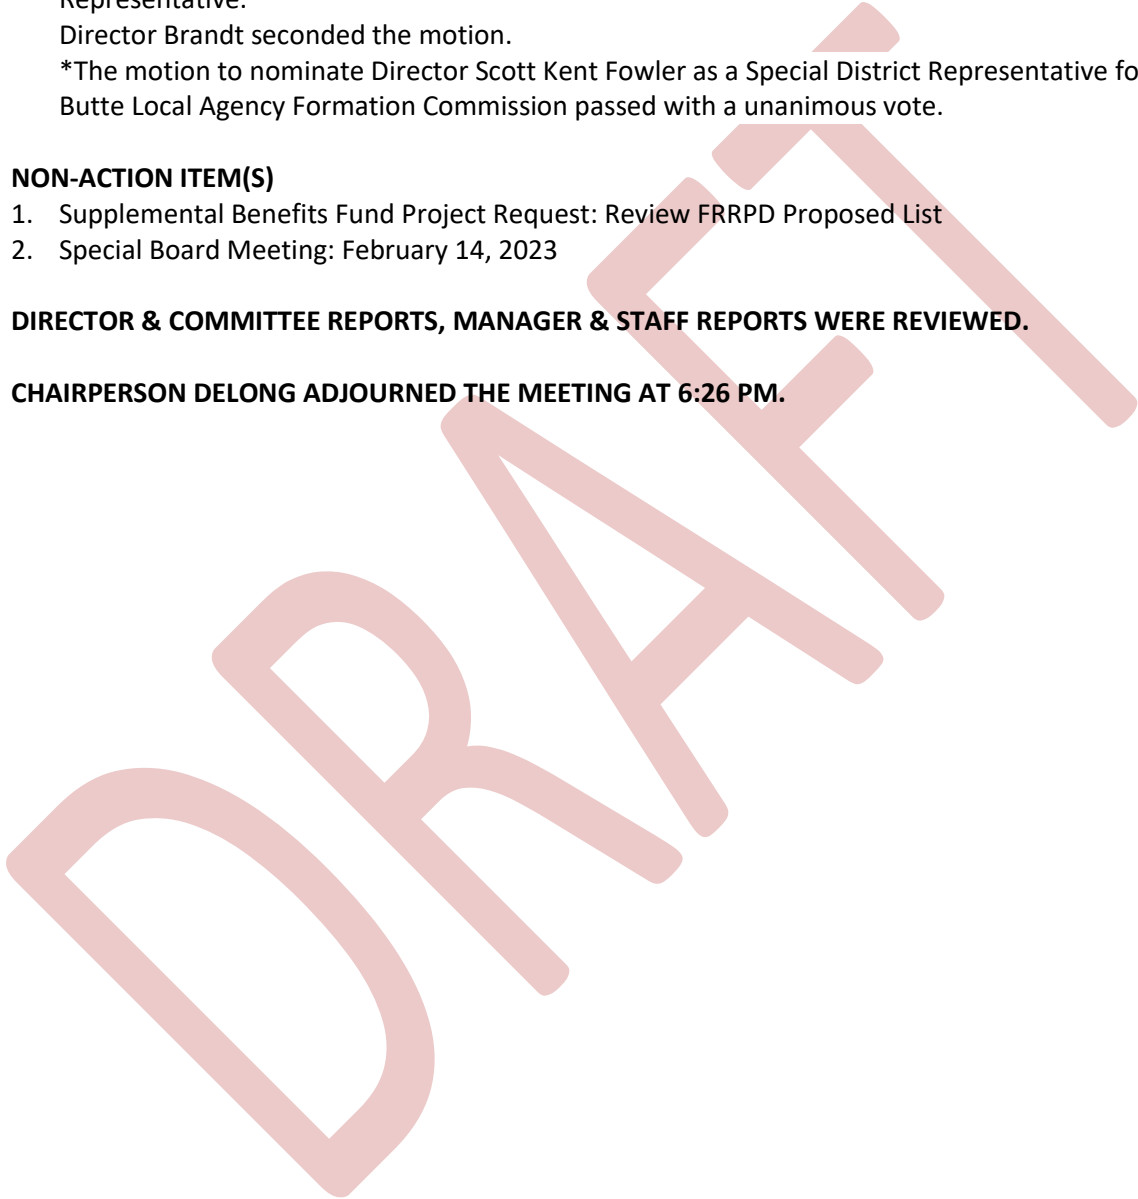 Representative.
Director Brandt seconded the motion.
*The motion to nominate Director Scott Kent Fowler as a Special District Representative fo
Butte Local Agency Formation Commission passed with a unanimous vote.
NON-ACTION ITEM(S)
1. Supplemental Benefits Fund Project Request: Review FRRPD Proposed List
2. Special Board Meeting: February 14, 2023
DIRECTOR & COMMITTEE REPORTS, MANAGER & STAFF REPORTS WERE REVIEWED.
CHAIRPERSON DELONG ADJOURNED THE MEETING AT 6:26 PM.
DRAFT